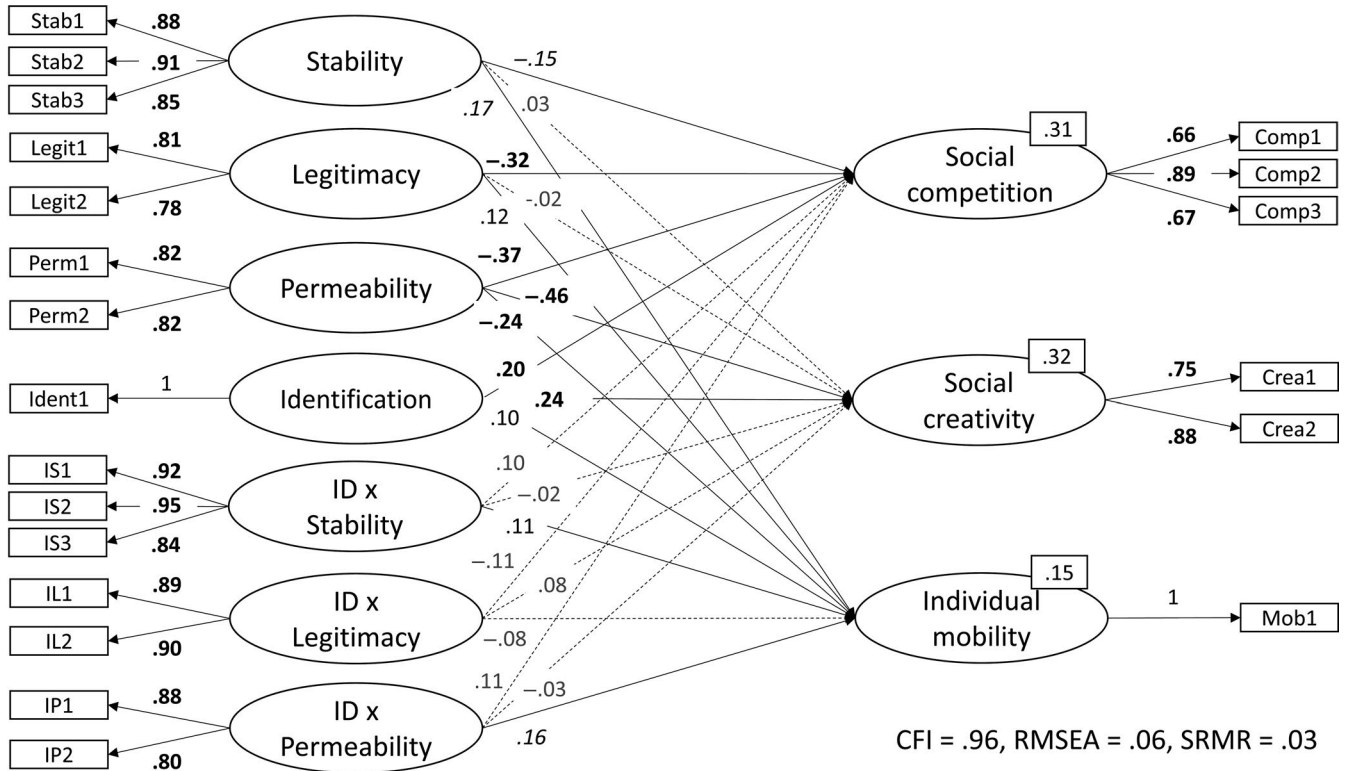 Stab1
.88
Stab2
.91
Stab3
.85
Stability
Legit1
.81
Legit2
.78
Legitimacy
Perm1
.82
Perm2
.82
Permeability
Ident1
1
Identification
IS1
.92
IS2
.95
IS3
.84
ID x
Stability
IL1
.89
IL2
.90
ID x
Legitimacy
IP1
.88
IP2
.80
ID x
Permeability
–.15
.03
.17
–.32
-.02
.12
–.37
–.46
–.24
.20
.24
.10
.10
–.02
.11
–.11
.08
–.08
.11
–.03
.16
.31
Social
competition
.66
Comp1
.89
Comp2
.67
Comp3
.32
Social
creativity
.75
Crea1
.88
Crea2
.15
Individual
mobility
1
Mob1
CFI = .96, RMSEA = .06, SRMR = .03